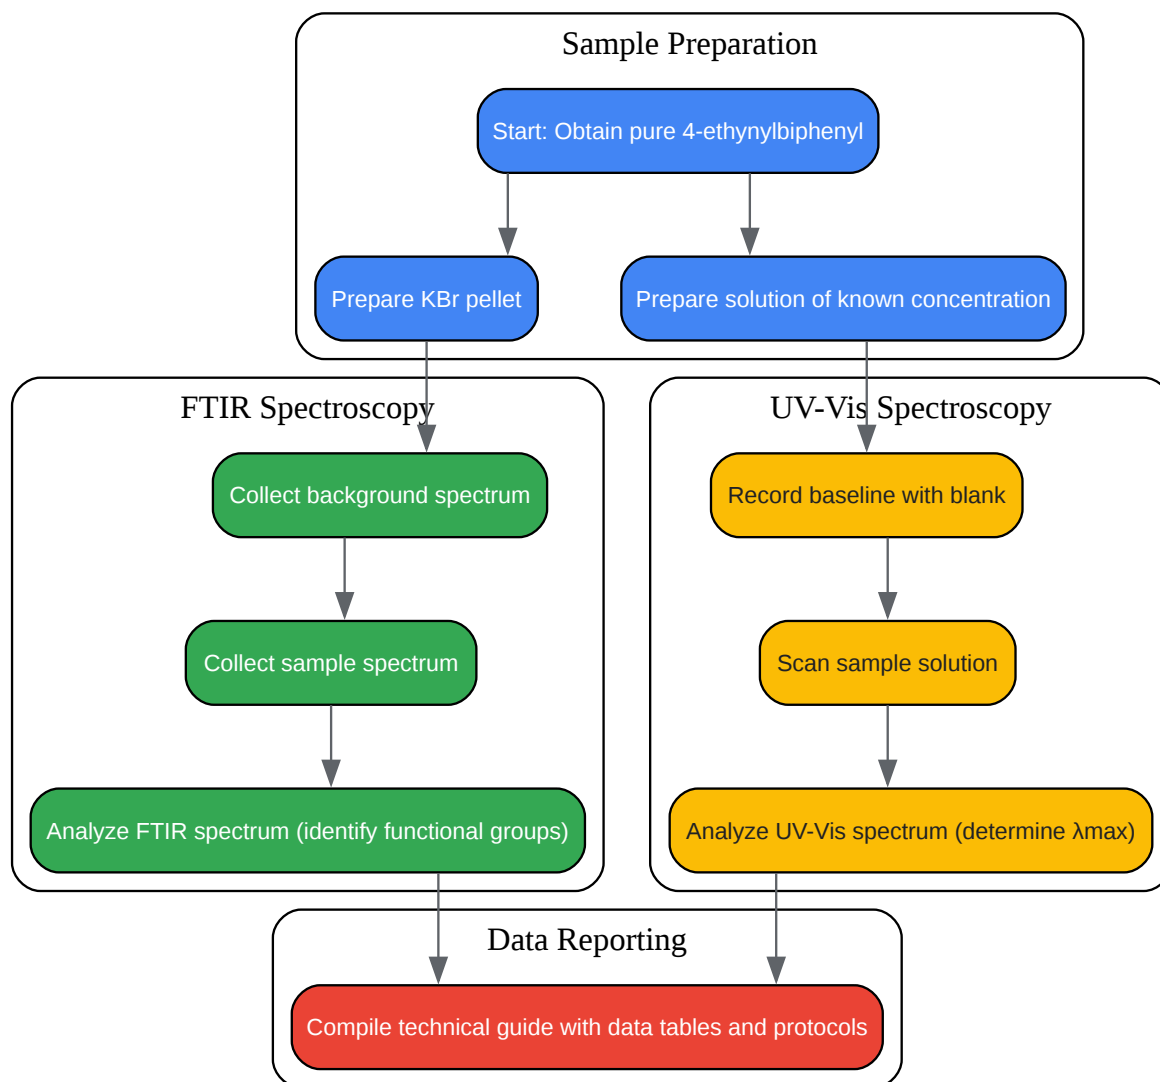 Sample Preparation
Start: Obtain pure 4-ethynylbiphenyl
Prepare KBr pellet
Prepare solution of known concentration
FTIR Spectroscopy
Collect background spectrum
Collect sample spectrum
Analyze FTIR spectrum (identify functional groups)
UV-Vis Spectroscopy
Record baseline with blank
Scan sample solution
Analyze UV-Vis spectrum (determine λmax)
Data Reporting
Compile technical guide with data tables and protocols